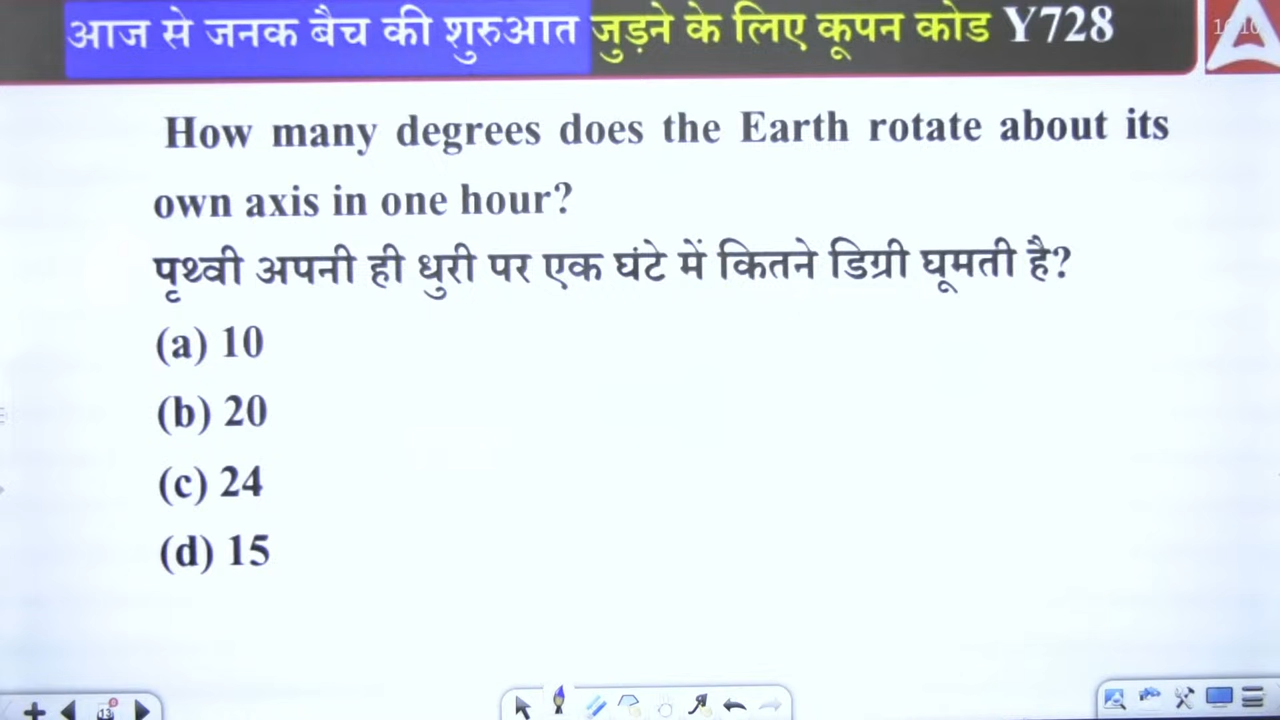 आज से जनक बैच की शुरुआत जुड़ने के लिए कूपन कोड Y728
How many degrees does the Earth rotate about its
own axis in one hour?
पृथ्वी अपनी ही धुरी पर एक घंटे में कितने डिग्री घूमती है?
(a) 10
(b) 20
(c) 24
(d) 15